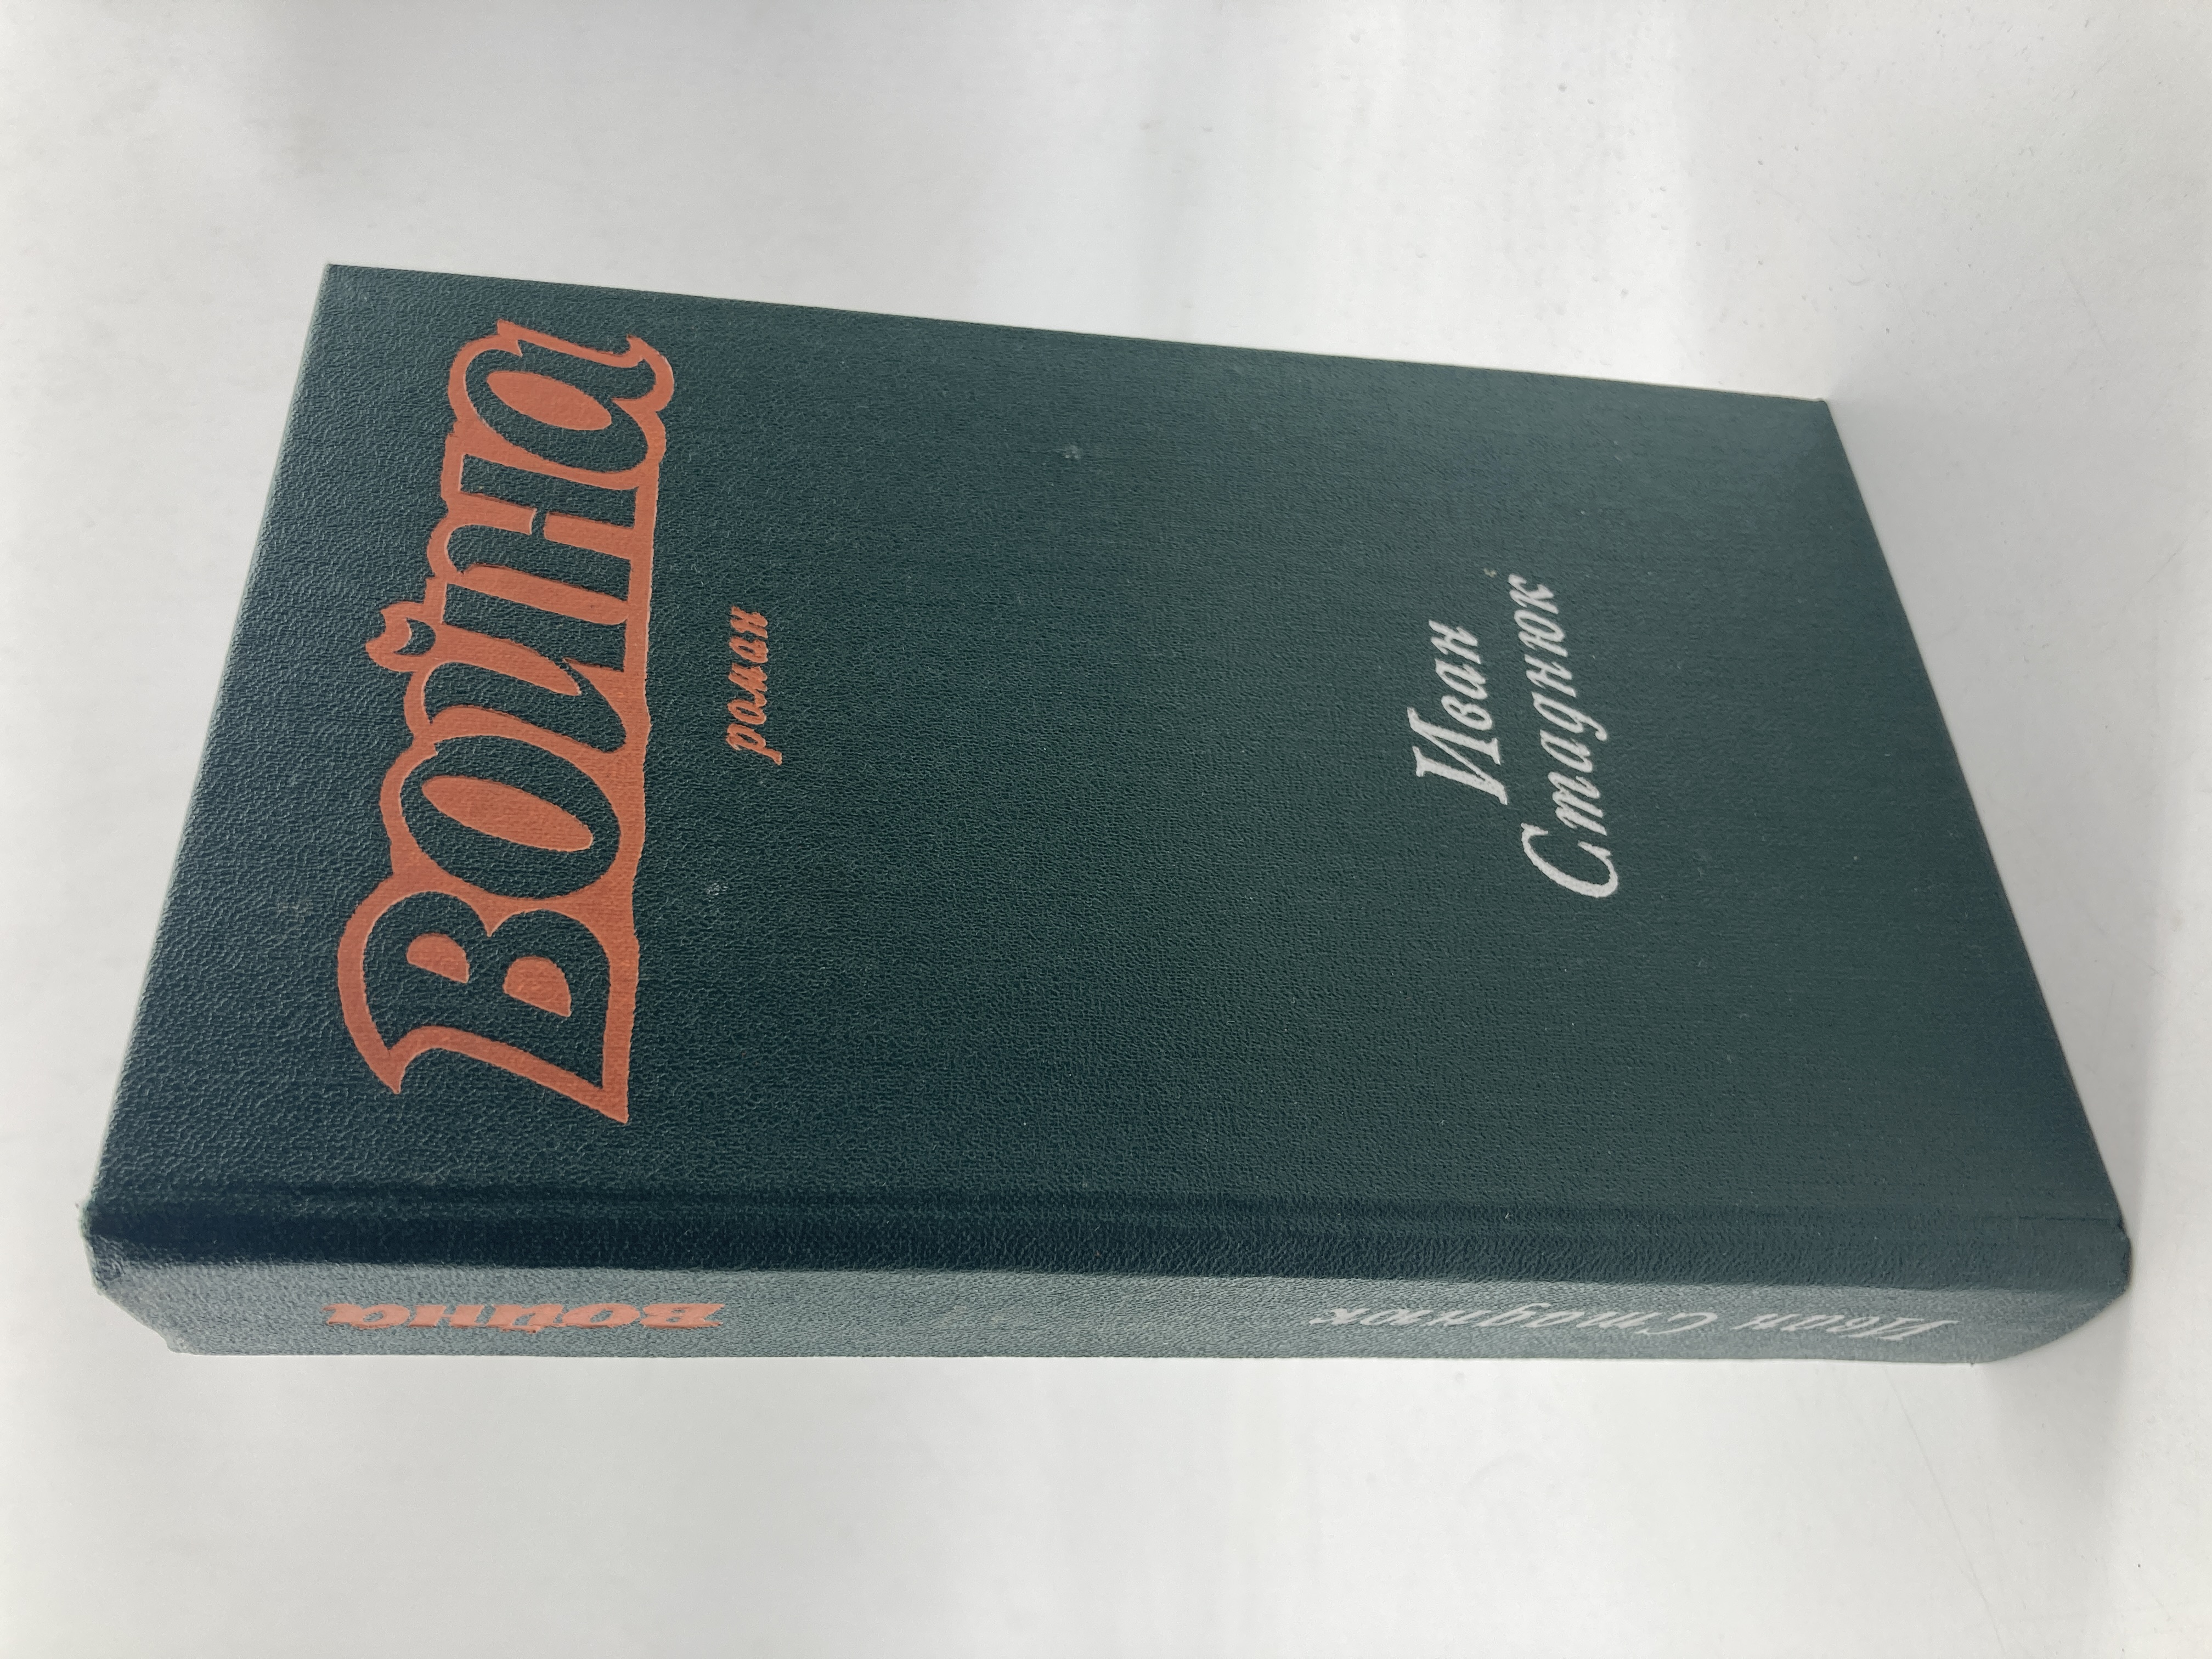 Война
роман
Иван
Стаднюк
Война
Иван Стаднюк